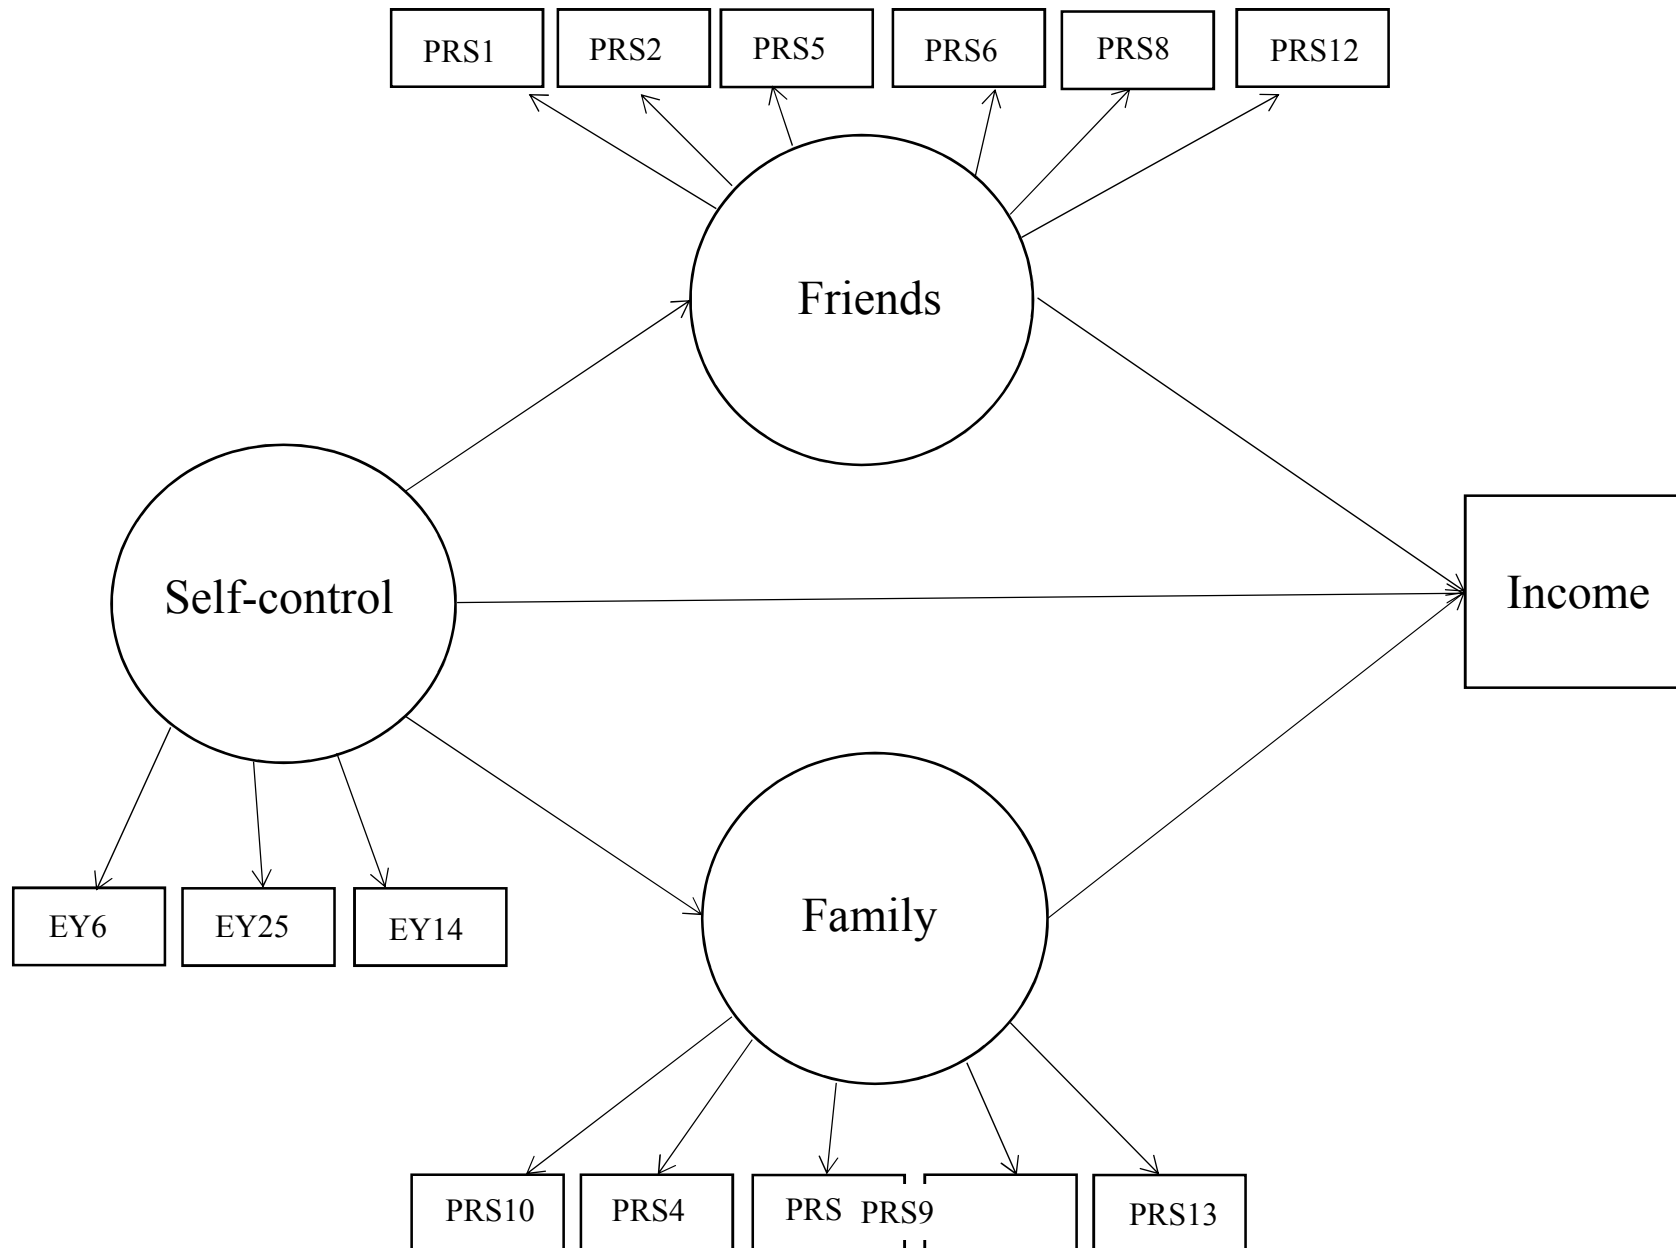 PRS1
PRS2
PRS5
PRS6
PRS8
PRS12
Friends
Self-control
Income
Family
EY6
EY25
EY14
PRS10
PRS4
PRS
PRS9
PRS13